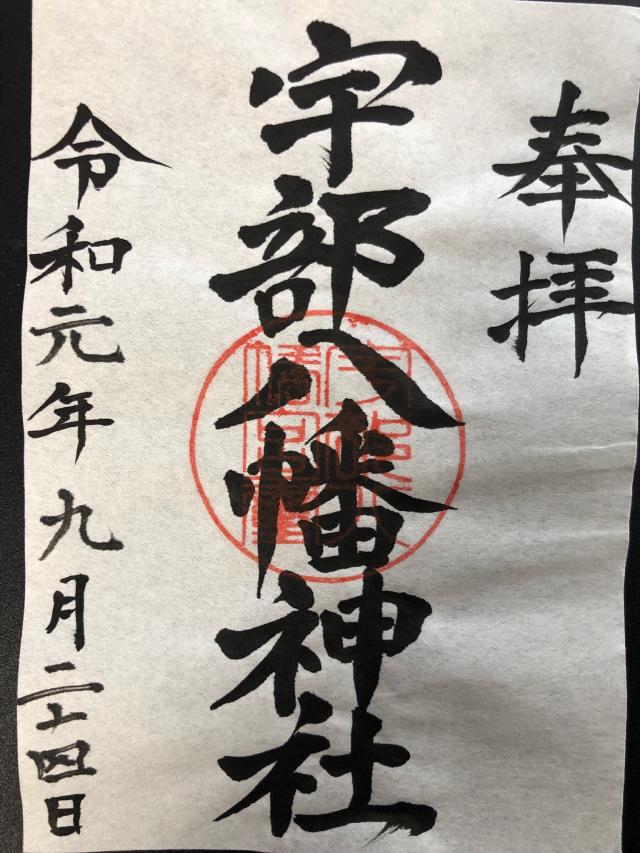 奉拝
宇部八幡神社
令和元年九月二十四日